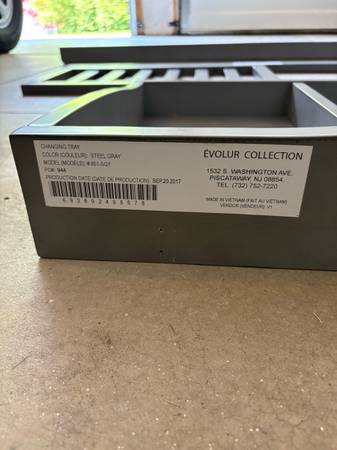 CHANGING TRAY
COLOR (COULEUR): STEEL GRAY
MODEL (MODÈLE): # 851-SGY
PO#: 944
PRODUCTION DATE (DATE DE PRODUCTION): SEP.20.2017
ÉVOLUR COLLECTION
1532 S. WASHINGTON AVE.
PISCATAWAY, NJ 08854.
TEL: (732) 752-7220
MADE IN VIETNAM (FAIT AU VIETNAM)
VENDOR (VENDEUR): V1